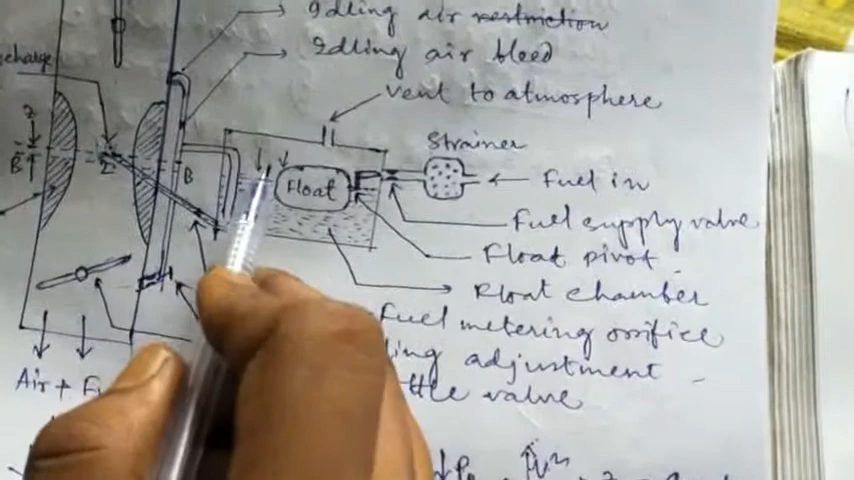 Idling air restriction
Idling air bleed
vent to atmosphere
Strainer
Float
B
Fuel in
Fuel supply valve
Float pivot
Float chamber
Fuel metering orifice
adjustment
valve
Air +